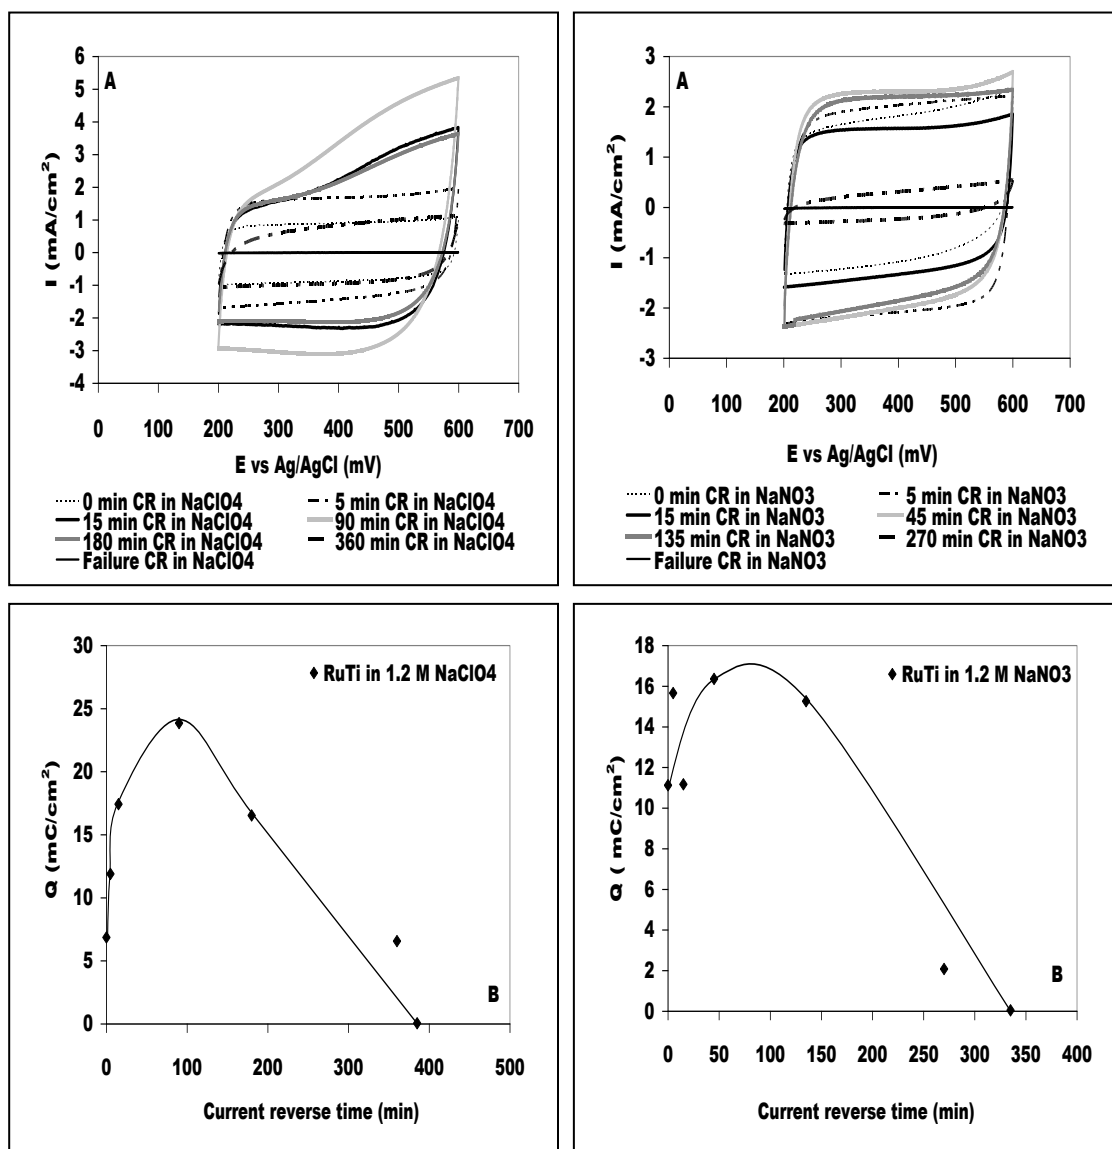 A
I (mA/cm²)
6
5
4
3
2
1
0
-1
-2
-3
-4
0 100 200 300 400 500 600 700
E vs Ag/AgCl (mV)
0 min CR in NaClO4 5 min CR in NaClO4
15 min CR in NaClO4 90 min CR in NaClO4
180 min CR in NaClO4 360 min CR in NaClO4
Failure CR in NaClO4
A
I (mA/cm²)
3
2
1
0
-1
-2
-3
0 100 200 300 400 500 600 700
E vs Ag/AgCl (mV)
0 min CR in NaNO3 5 min CR in NaNO3
15 min CR in NaNO3 45 min CR in NaNO3
135 min CR in NaNO3 270 min CR in NaNO3
Failure CR in NaNO3
RuTi in 1.2 M NaClO4
Q (mC/cm²)
30
25
20
15
10
5
0
B
0 100 200 300 400 500
Current reverse time (min)
RuTi in 1.2 M NaNO3
Q ( mC/cm²)
18
16
14
12
10
8
6
4
2
0
B
0 50 100 150 200 250 300 350 400
Current reverse time (min)